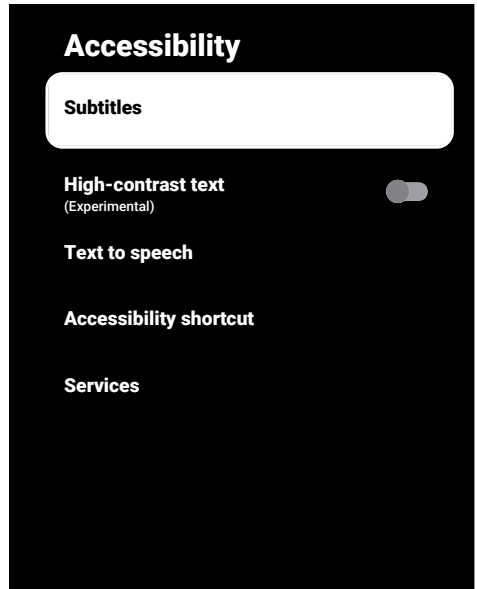 Accessibility
Subtitles
High-contrast text
(Experimental)
Text to speech
Accessibility shortcut
Services